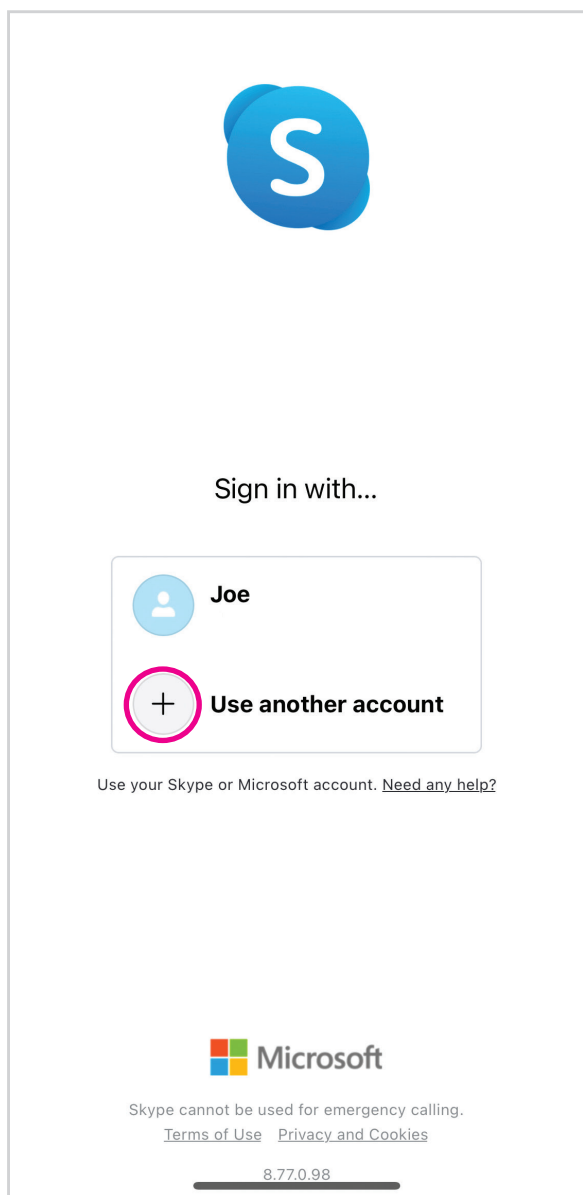 S
Sign in with...
Joe
Use another account
Use your Skype or Microsoft account. Need any help?
Microsoft
Skype cannot be used for emergency calling.
Terms of Use Privacy and Cookies
8.77.0.98